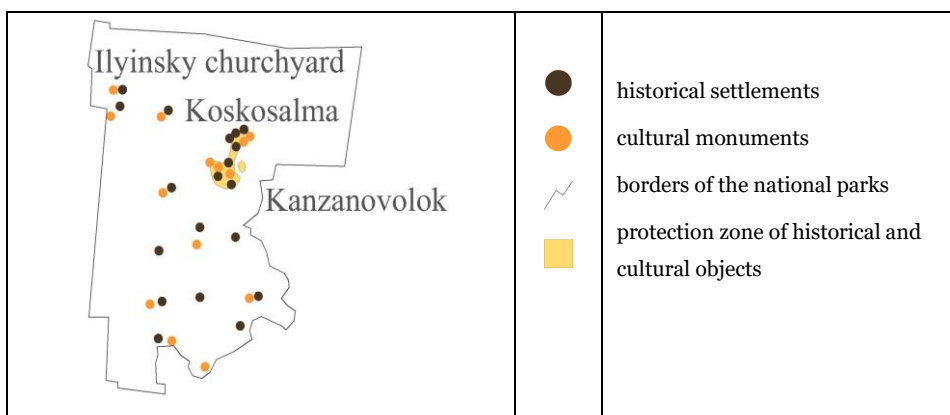 Ilyinsky churchyard
Koskosalma
Kanzanovolok
historical settlements
cultural monuments
borders of the national parks
protection zone of historical and
cultural objects